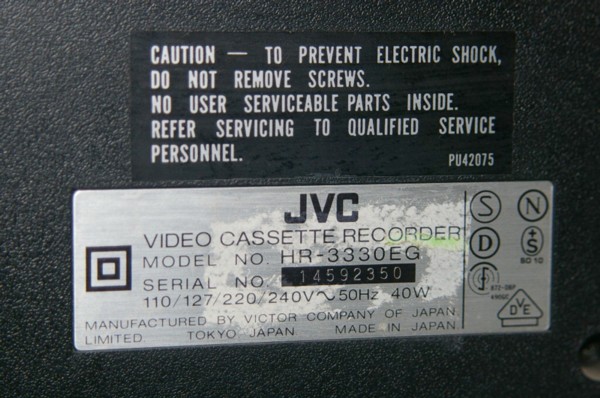 CAUTION — TO PREVENT ELECTRIC SHOCK,
DO NOT REMOVE SCREWS.
NO USER SERVICEABLE PARTS INSIDE.
REFER SERVICING TO QUALIFIED SERVICE
PERSONNEL.
PU42075
JVC
VIDEO CASSETTE RECORDER
MODEL NO. HR-3330EG
SERIAL NO. 14592350
110/127/220/240V~50Hz 40W
MANUFACTURED BY VICTOR COMPANY OF JAPAN
LIMITED. TOKYO JAPAN MADE IN JAPAN
S N
D S
SD 10
DVE